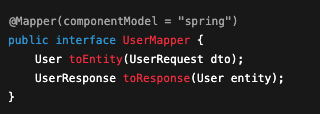 @Mapper(componentModel = "spring")
public interface UserMapper {
    User toEntity(UserRequest dto);
    UserResponse toResponse(User entity);
}